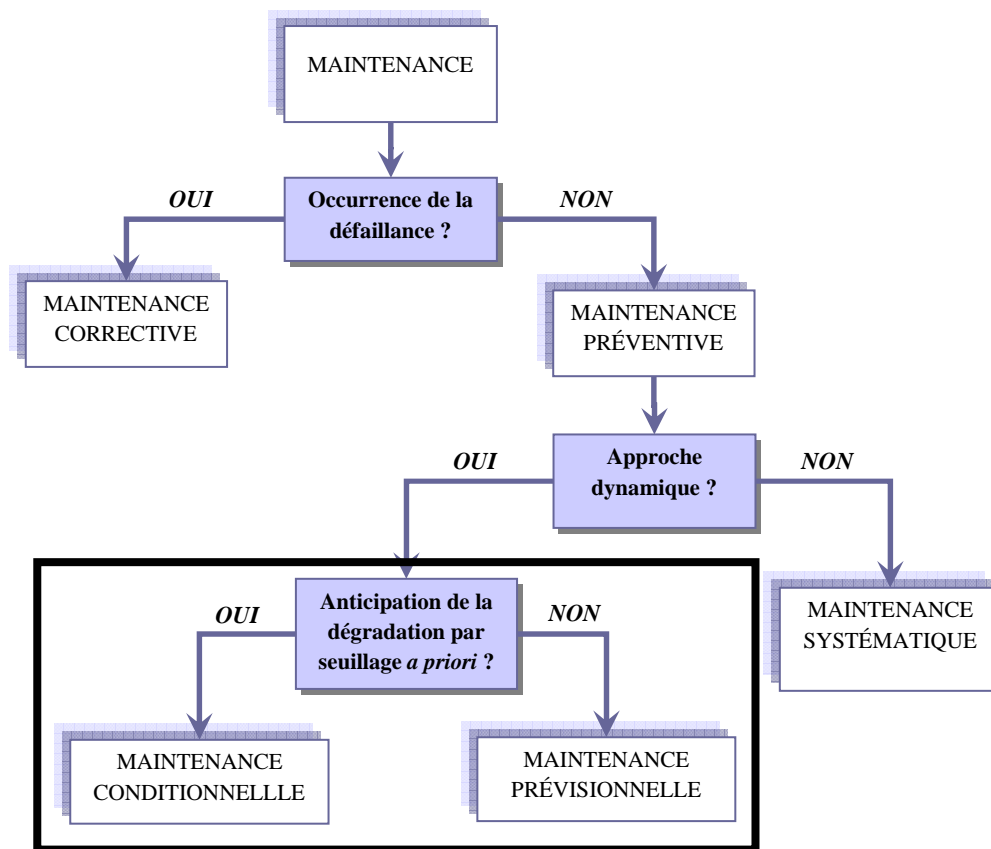 MAINTENANCE
Occurrence de la
défaillance ?
OUI
NON
MAINTENANCE
CORRECTIVE
MAINTENANCE
PRÉVENTIVE
Approche
dynamique ?
OUI
NON
Anticipation de la
dégradation par
seuillage a priori ?
OUI
NON
MAINTENANCE
SYSTÉMATIQUE
MAINTENANCE
CONDITIONNELLLE
MAINTENANCE
PRÉVISIONNELLE